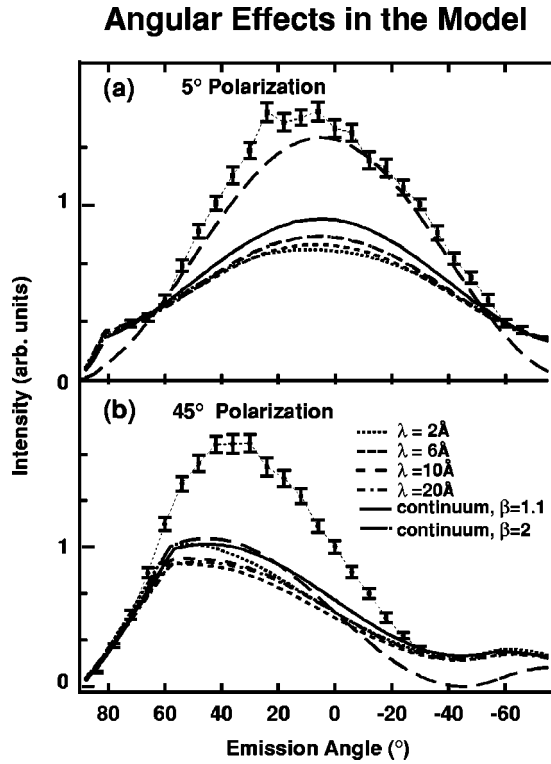 Angular Effects in the Model
(a)
5° Polarization
1
0
Intensity (arb. units)
(b)
45° Polarization
λ = 2Å
λ = 6Å
λ = 10Å
λ = 20Å
continuum, β=1.1
continuum, β=2
1
0
80 60 40 20 0 -20 -40 -60
Emission Angle (°)